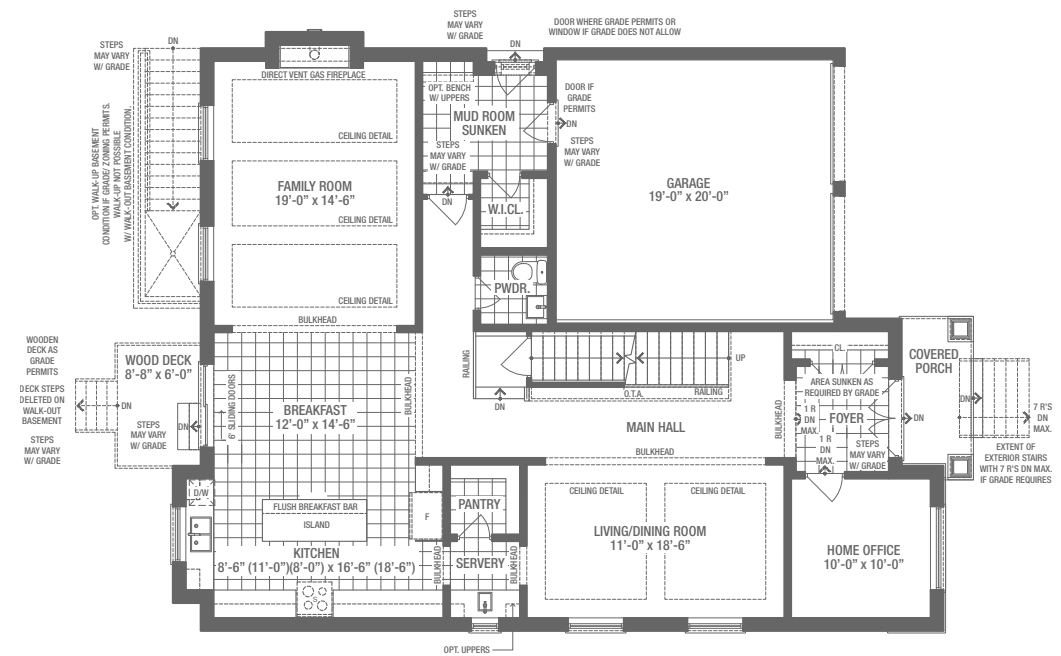 STEPS
MAY VARY
W/ GRADE
DN
STEPS
MAY VARY
W/ GRADE
DN
DOOR WHERE GRADE PERMITS OR
WINDOW IF GRADE DOES NOT ALLOW
DIRECT VENT GAS FIREPLACE
OPT. BENCH
W/ UPPERS
MUD ROOM
SUNKEN
STEPS
MAY VARY
W/ GRADE
DN
DOOR IF
GRADE
PERMITS
DN
STEPS
MAY VARY
W/ GRADE
CEILING DETAIL
FAMILY ROOM
19'-0" x 14'-6"
CEILING DETAIL
CEILING DETAIL
BULKHEAD
OPT. WALK-UP BASEMENT
CONDITION IF GRADE/ ZONING PERMITS.
WALK-UP NOT POSSIBLE
W/ WALK-OUT BASEMENT CONDITION.
W.I.CL.
GARAGE
19'-0" x 20'-0"
PWDR.
WOODEN
DECK AS
GRADE
PERMITS
DECK STEPS
DELETED ON
WALK-OUT
BASEMENT
STEPS
MAY VARY
W/ GRADE
WOOD DECK
8'-8" x 6'-0"
DN
STEPS
MAY VARY
W/ GRADE
DN
6' SLIDING DOORS
BREAKFAST
12'-0" x 14'-6"
BULKHEAD
RAILING
DN
UP
O.T.A.
RAILING
MAIN HALL
BULKHEAD
BULKHEAD
CL.
AREA SUNKEN AS
REQUIRED BY GRADE
1 R
DN
MAX.
FOYER
1 R
DN
MAX.
STEPS
MAY VARY
W/ GRADE
DN
COVERED
PORCH
DN
7 R'S
DN
MAX.
EXTENT OF
EXTERIOR STAIRS
WITH 7 R'S DN MAX.
IF GRADE REQUIRES
D/W
FLUSH BREAKFAST BAR
ISLAND
F
KITCHEN
8'-6" (11'-0")(8'-0") x 16'-6" (18'-6")
S
BULKHEAD
PANTRY
SERVERY
BULKHEAD
OPT. UPPERS
CEILING DETAIL
CEILING DETAIL
LIVING/DINING ROOM
11'-0" x 18'-6"
HOME OFFICE
10'-0" x 10'-0"